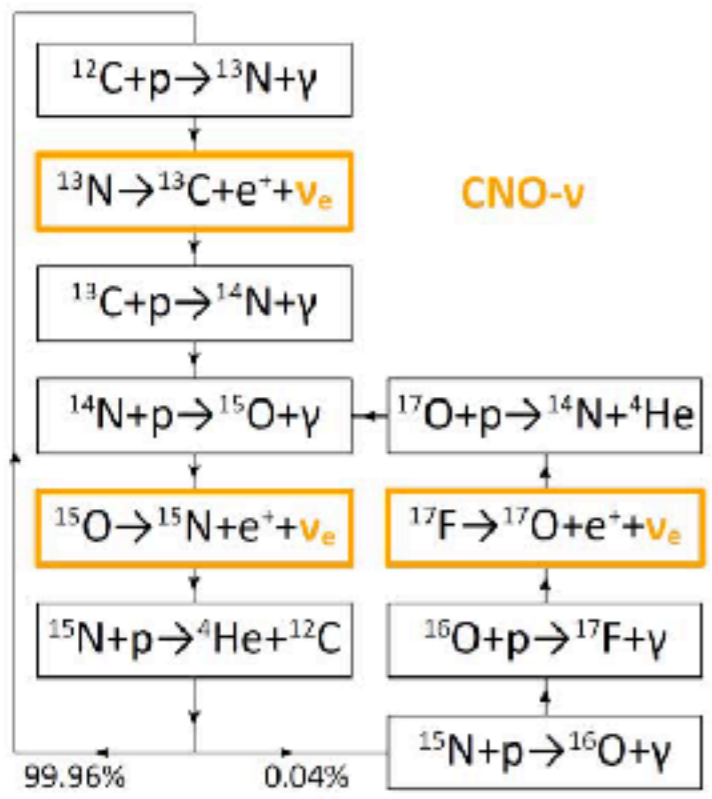 ¹²C+p→¹³N+γ
¹³N→¹³C+e⁺+νₑ
CNO-ν
¹³C+p→¹⁴N+γ
¹⁴N+p→¹⁵O+γ
¹⁷O+p→¹⁴N+⁴He
¹⁵O→¹⁵N+e⁺+νₑ
¹⁷F→¹⁷O+e⁺+νₑ
¹⁵N+p→⁴He+¹²C
¹⁶O+p→¹⁷F+γ
¹⁵N+p→¹⁶O+γ
99.96%
0.04%